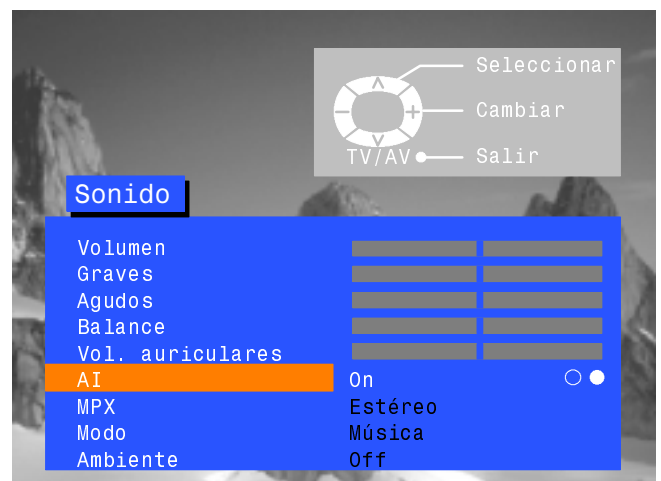 Seleccionar
Cambiar
TV/AV Salir
Sonido
Volumen
Graves
Agudos
Balance
Vol. auriculares
AI On
MPX Estéreo
Modo Música
Ambiente Off